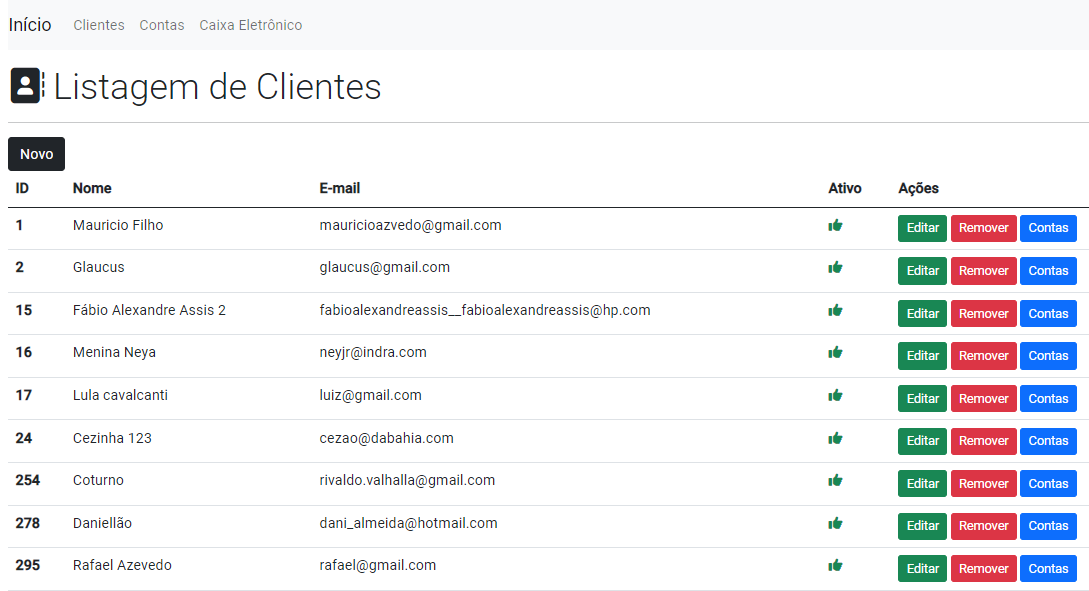 Início Clientes Contas Caixa Eletrônico
Listagem de Clientes
Novo
ID Nome E-mail Ativo Ações
1 Mauricio Filho mauricioazvedo@gmail.com Editar Remover Contas
2 Glaucus glaucus@gmail.com Editar Remover Contas
15 Fábio Alexandre Assis 2 fabioalexandreassis__fabioalexandreassis@hp.com Editar Remover Contas
16 Menina Neya neyjr@indra.com Editar Remover Contas
17 Lula cavalcanti luiz@gmail.com Editar Remover Contas
24 Cezinha 123 cezao@dabahia.com Editar Remover Contas
254 Coturno rivaldo.valhalla@gmail.com Editar Remover Contas
278 Daniellão dani_almeida@hotmail.com Editar Remover Contas
295 Rafael Azevedo rafael@gmail.com Editar Remover Contas